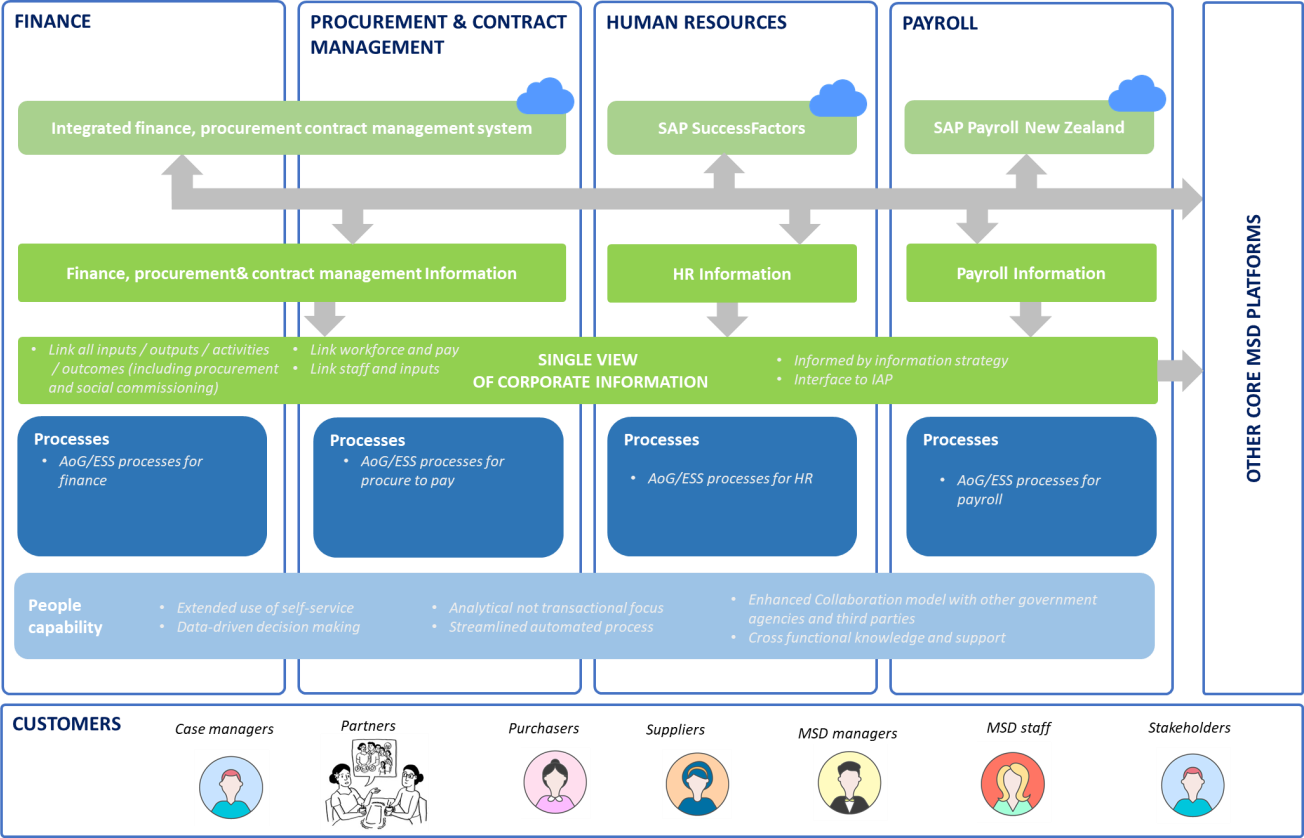 FINANCE
PROCUREMENT & CONTRACT
MANAGEMENT
HUMAN RESOURCES
PAYROLL
Integrated finance, procurement contract management system
SAP SuccessFactors
SAP Payroll New Zealand
Finance, procurement& contract management Information
HR Information
Payroll Information
• Link all inputs / outputs / activities
/ outcomes (including procurement
and social commissioning)
• Link workforce and pay
• Link staff and inputs
SINGLE VIEW
OF CORPORATE INFORMATION
• Informed by information strategy
• Interface to IAP
Processes
• AoG/ESS processes for
finance
Processes
• AoG/ESS processes for
procure to pay
Processes
• AoG/ESS processes for HR
Processes
• AoG/ESS processes for
payroll
People
capability
• Extended use of self-service
• Data-driven decision making
• Analytical not transactional focus
• Streamlined automated process
• Enhanced Collaboration model with other government
agencies and third parties
• Cross functional knowledge and support
OTHER CORE MSD PLATFORMS
CUSTOMERS
Case managers
Partners
Purchasers
Suppliers
MSD managers
MSD staff
Stakeholders